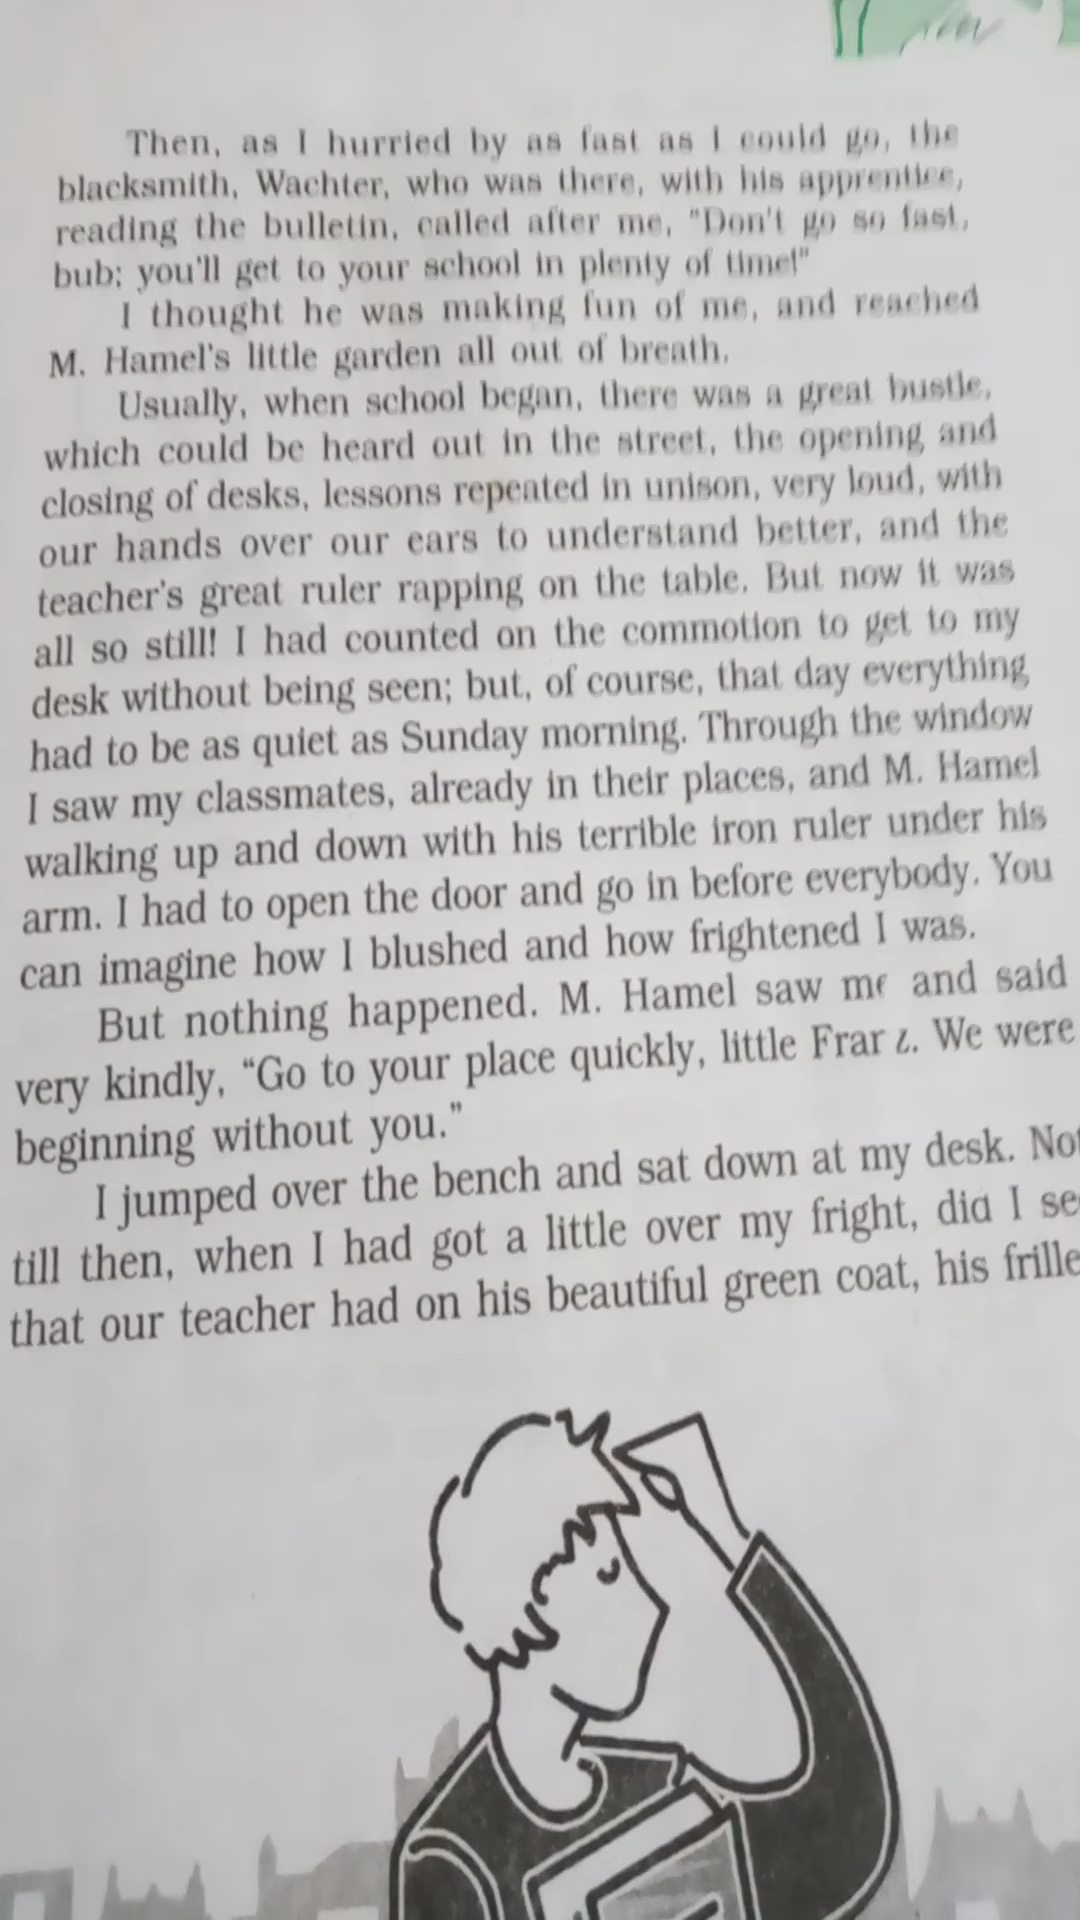 Then, as I hurried by as fast as I could go, the
blacksmith, Wachter, who was there, with his apprentice,
reading the bulletin, called after me, "Don't go so fast,
bub; you'll get to your school in plenty of time!"
I thought he was making fun of me, and reached
M. Hamel's little garden all out of breath.
Usually, when school began, there was a great bustle,
which could be heard out in the street, the opening and
closing of desks, lessons repeated in unison, very loud, with
our hands over our ears to understand better, and the
teacher's great ruler rapping on the table. But now it was
all so still! I had counted on the commotion to get to my
desk without being seen; but, of course, that day everything
had to be as quiet as Sunday morning. Through the window
I saw my classmates, already in their places, and M. Hamel
walking up and down with his terrible iron ruler under his
arm. I had to open the door and go in before everybody. You
can imagine how I blushed and how frightened I was.
But nothing happened. M. Hamel saw me and said
very kindly, “Go to your place quickly, little Franz. We were
beginning without you.”
I jumped over the bench and sat down at my desk. Not
till then, when I had got a little over my fright, did I se
that our teacher had on his beautiful green coat, his frille